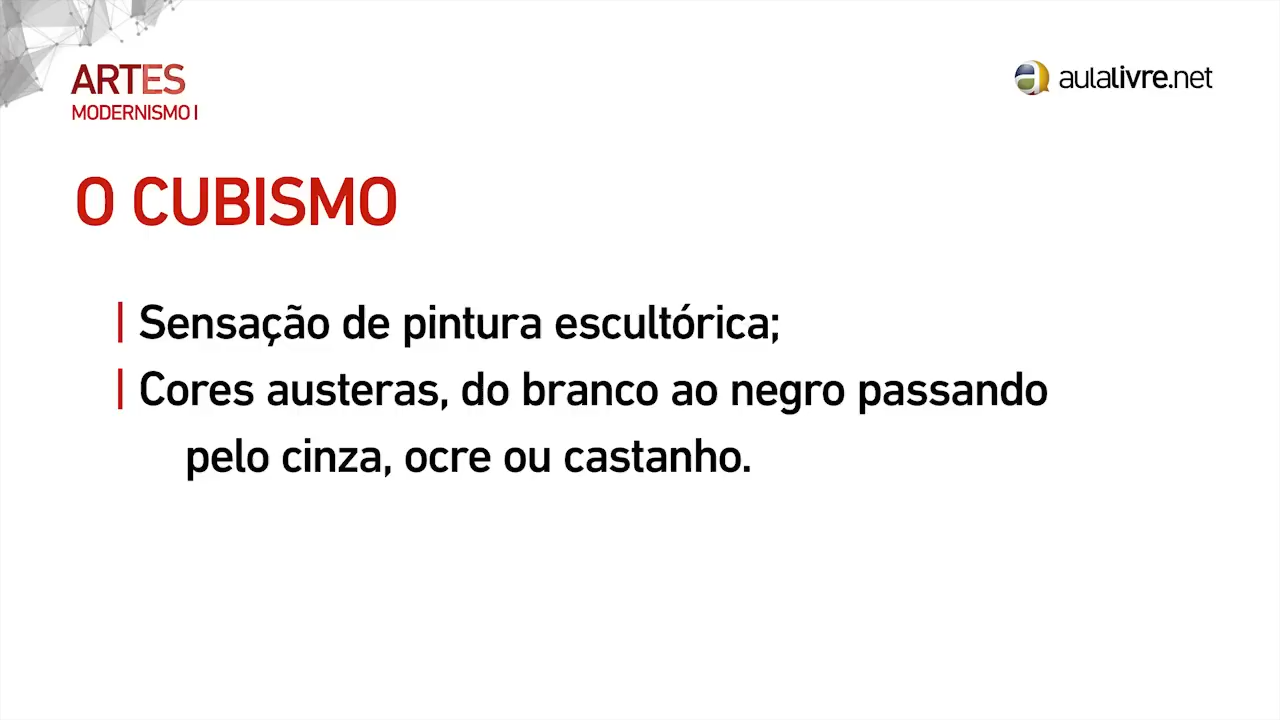 ARTES
MODERNISMO I
aulalivre.net
O CUBISMO
| Sensação de pintura escultórica;
| Cores austeras, do branco ao negro passando
pelo cinza, ocre ou castanho.